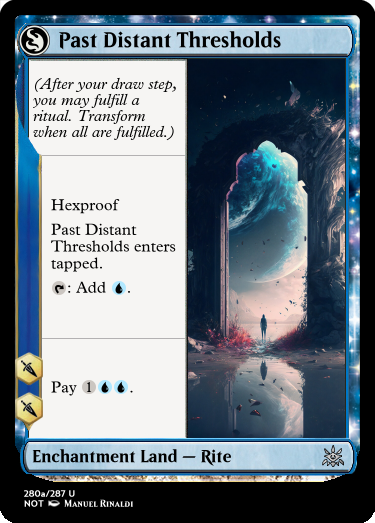 Past Distant Thresholds
(After your draw step,
you may fulfill a
ritual. Transform
when all are fulfilled.)
Hexproof
Past Distant
Thresholds enters
tapped.
: Add .
Pay 1 .
Enchantment Land — Rite
280a/287 U
NOT Manuel Rinaldi